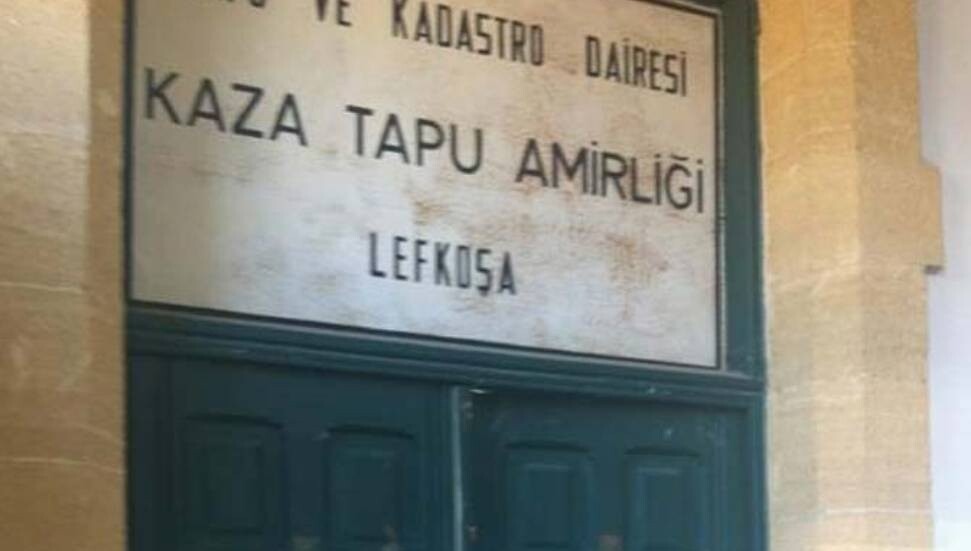 VE KADASTRO DAİRESİ
KAZA TAPU AMİRLİĞİ
LEFKOŞA